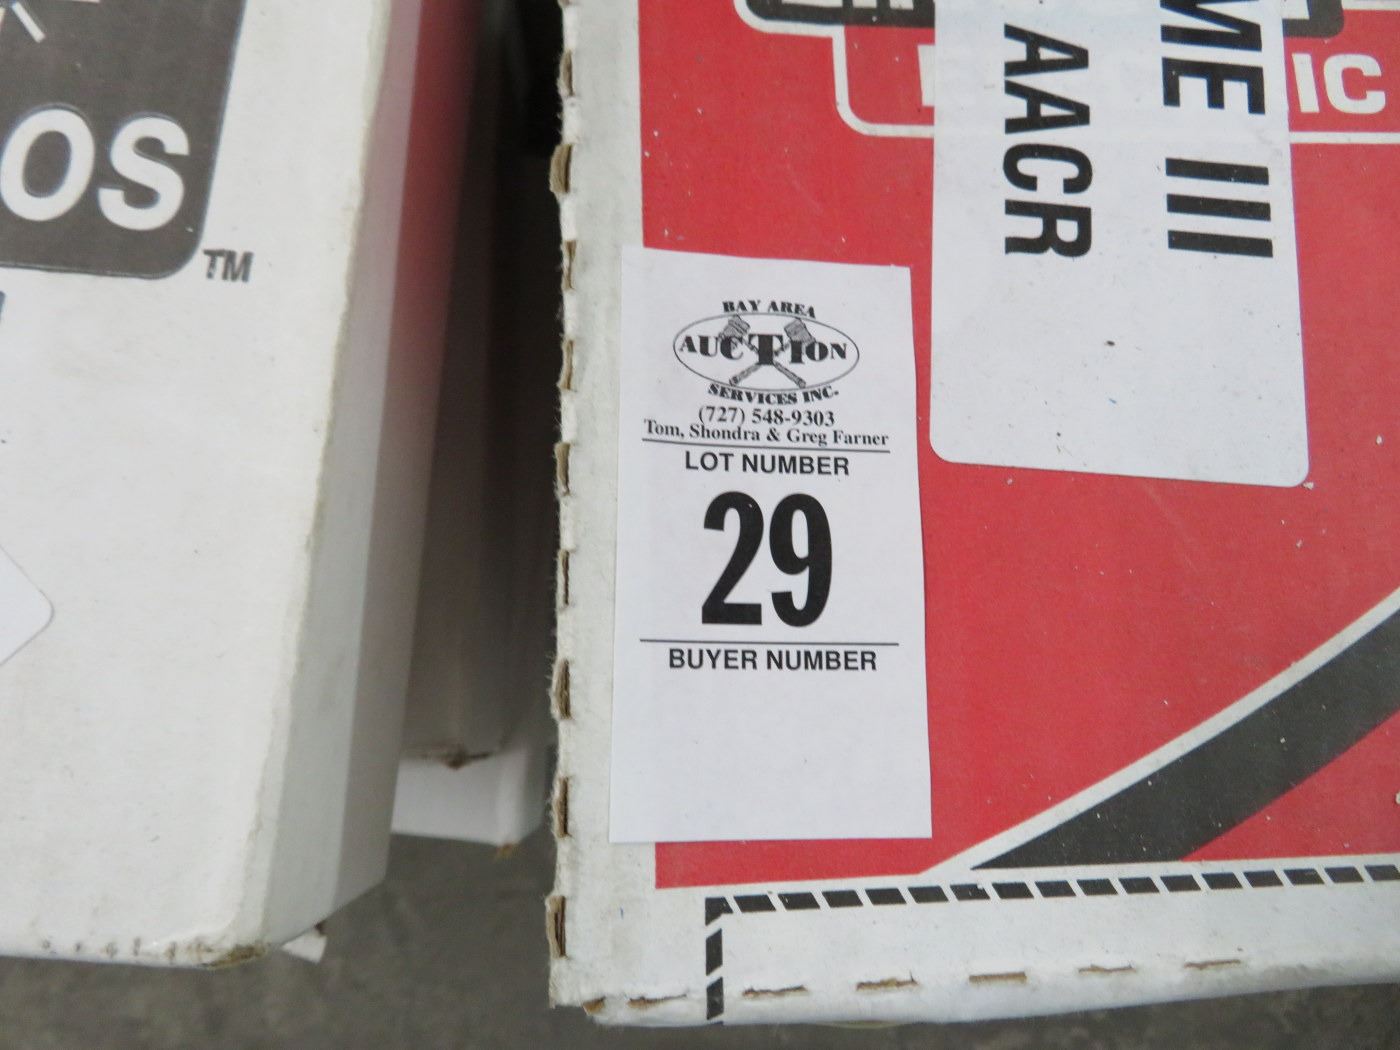 OS
TM
IC
ME III
AACR
BAY AREA
AUCTION
SERVICES INC.
(727) 548-9303
Tom, Shondra & Greg Farner
LOT NUMBER
29
BUYER NUMBER